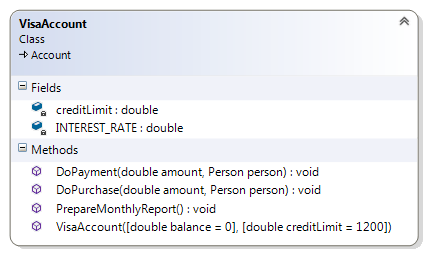 VisaAccount
Class
Account
Fields
creditLimit : double
INTEREST_RATE : double
Methods
DoPayment(double amount, Person person) : void
DoPurchase(double amount, Person person) : void
PrepareMonthlyReport() : void
VisaAccount([double balance = 0], [double creditLimit = 1200])